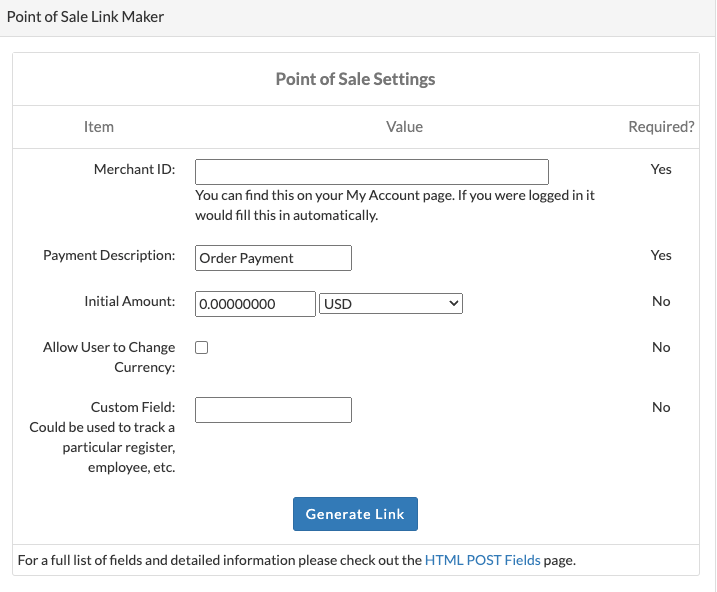 Point of Sale Link Maker
Point of Sale Settings
Item Value Required?
Merchant ID: Yes
You can find this on your My Account page. If you were logged in it
would fill this in automatically.
Payment Description: Order Payment Yes
Initial Amount: 0.00000000 USD No
Allow User to Change No
Currency:
Custom Field: No
Could be used to track a
particular register,
employee, etc.
Generate Link
For a full list of fields and detailed information please check out the HTML POST Fields page.